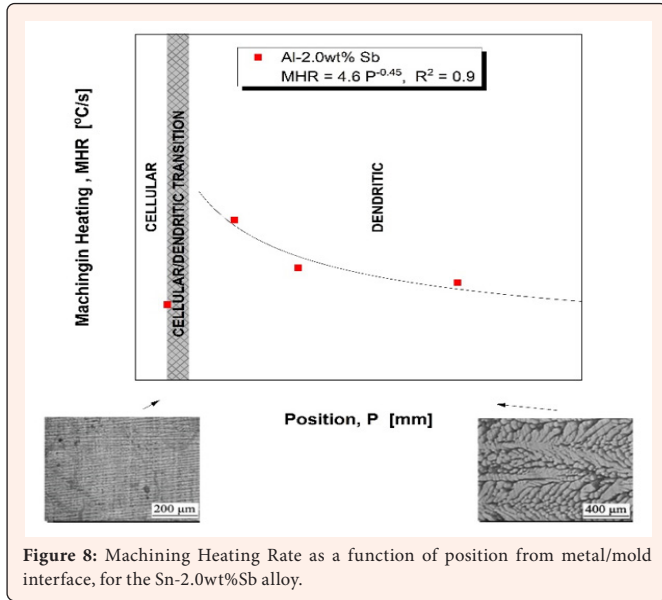 Al-2.0wt% Sb
MHR = 4.6 P^-0.45, R² = 0.9
Machingin Heating , MHR [°C/s]
CELLULAR
CELLULAR/DENDRITIC TRANSITION
DENDRITIC
Position, P [mm]
200 μm
400 μm
Figure 8: Machining Heating Rate as a function of position from metal/mold
interface, for the Sn-2.0wt%Sb alloy.